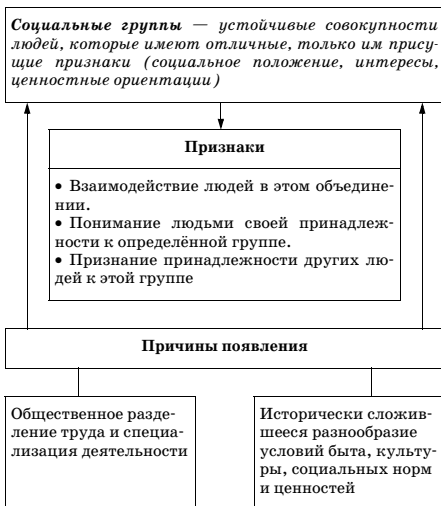 Социальные группы — устойчивые совокупности
людей, которые имеют отличные, только им прису-
щие признаки (социальное положение, интересы,
ценностные ориентации)
Признаки
• Взаимодействие людей в этом объедине-
нии.
• Понимание людьми своей принадлеж-
ности к определённой группе.
• Признание принадлежности других лю-
дей к этой группе
Причины появления
Общественное разде-
ление труда и специа-
лизация деятельности
Исторически сложив-
шееся разнообразие
условий быта, культу-
ры, социальных норм
и ценностей